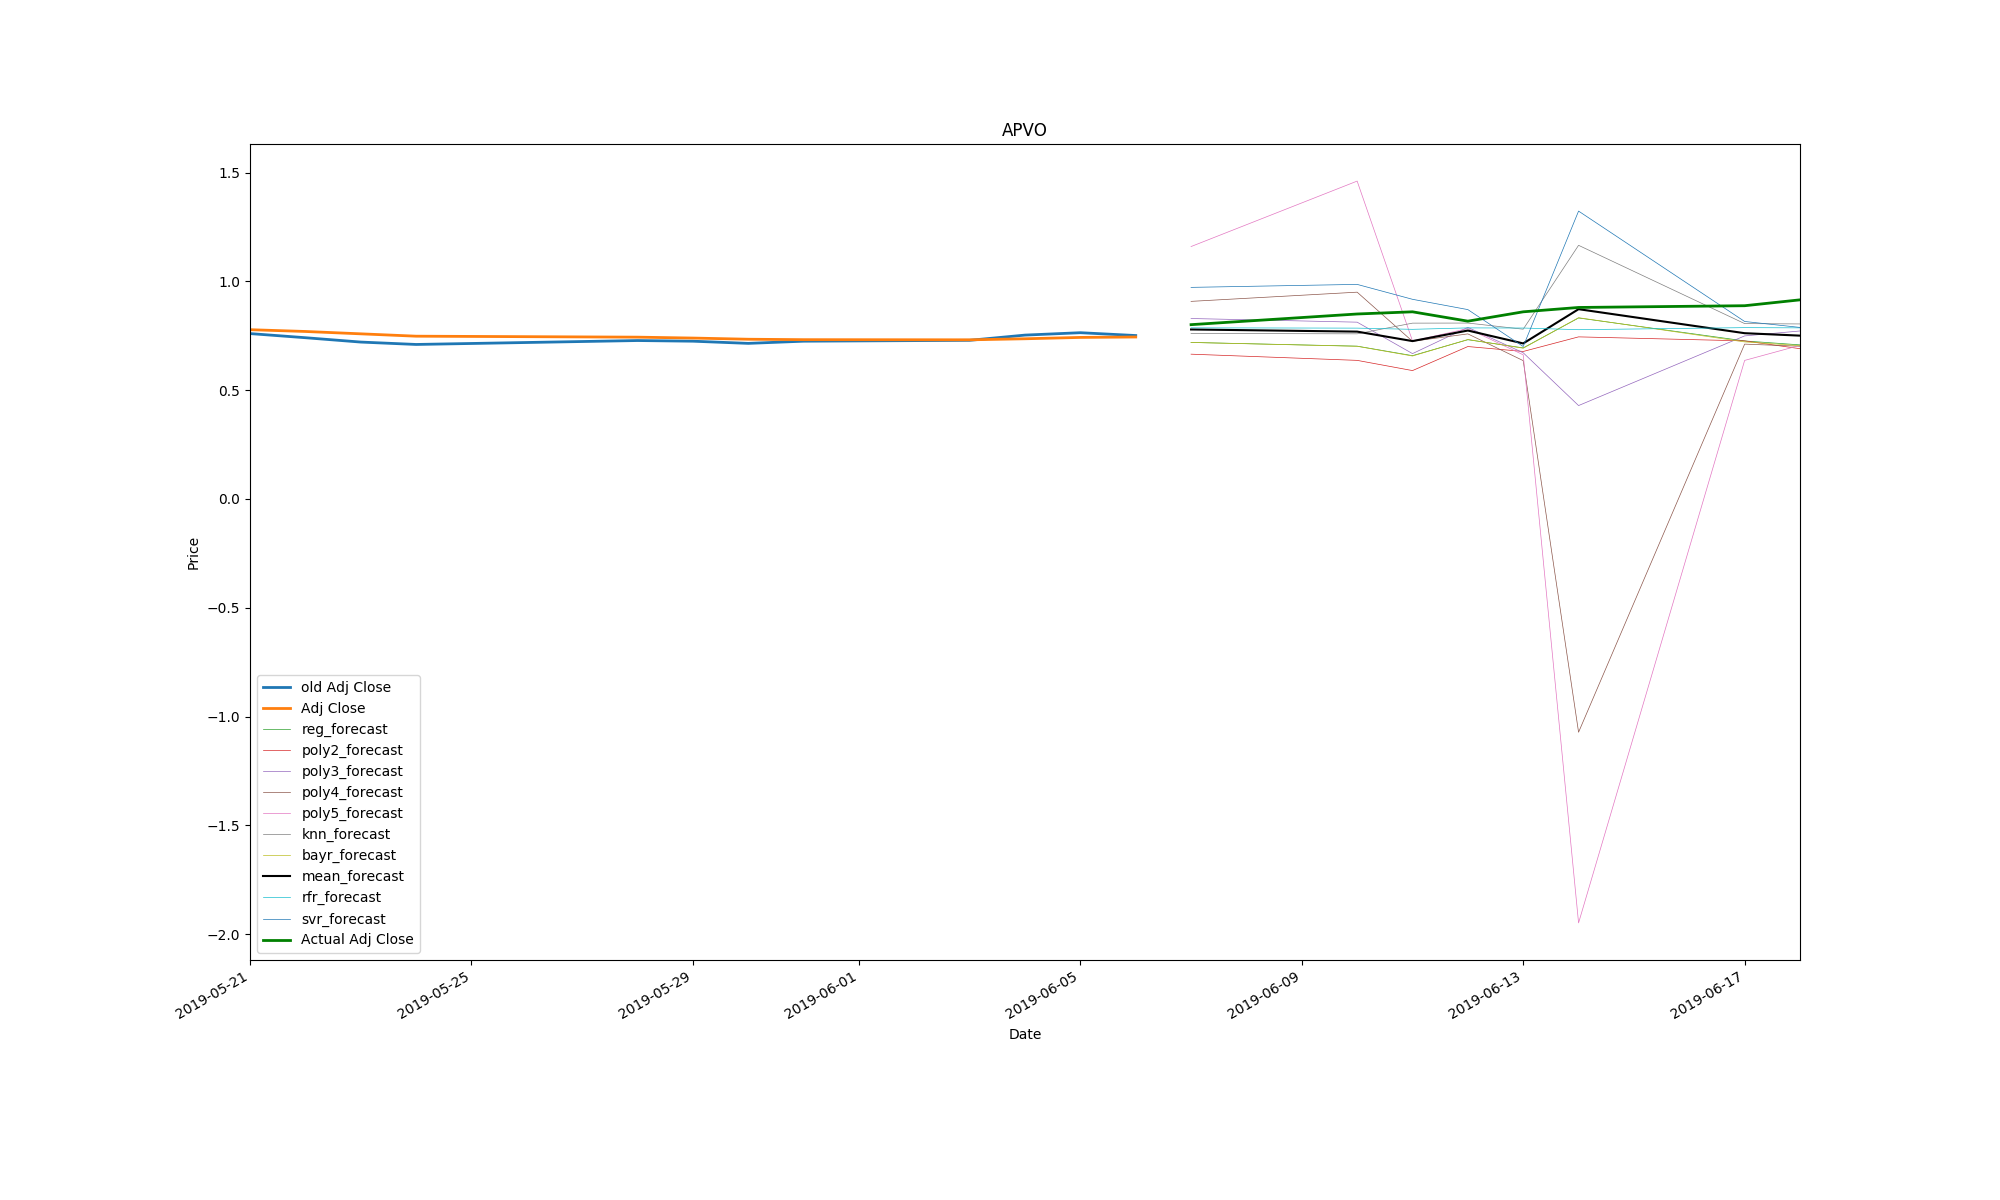 APVO
1.5
1.0
0.5
0.0
−0.5
−1.0
−1.5
−2.0
Price
old Adj Close
Adj Close
reg_forecast
poly2_forecast
poly3_forecast
poly4_forecast
poly5_forecast
knn_forecast
bayr_forecast
mean_forecast
rfr_forecast
svr_forecast
Actual Adj Close
2019-05-21
2019-05-25
2019-05-29
2019-06-01
2019-06-05
2019-06-09
2019-06-13
2019-06-17
Date